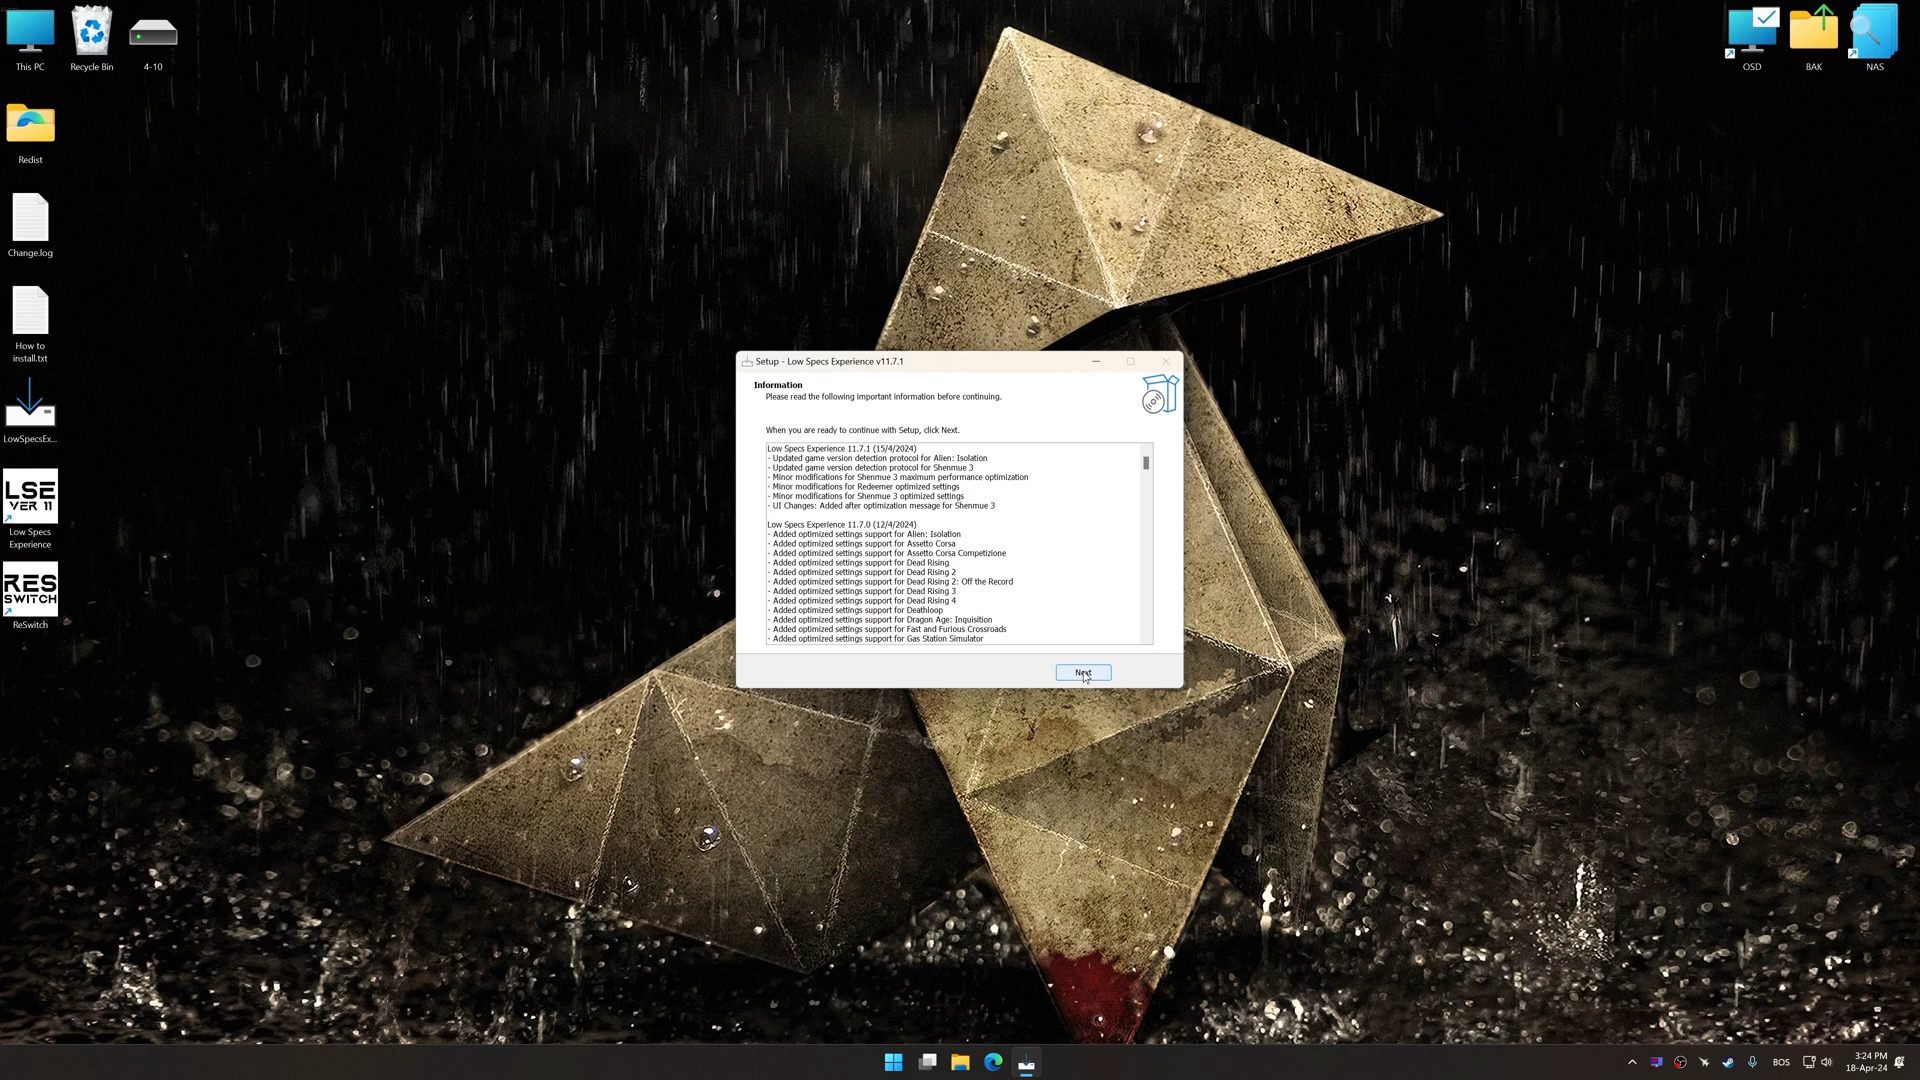 This PC
Recycle Bin
4-10
OSD
BAK
NAS
Redist
Change.log
How to
install.txt
LowSpecsEx...
LSE
VER 11
Low Specs
Experience
RES
SWITCH
ReSwitch
Setup - Low Specs Experience v11.7.1
Information
Please read the following important information before continuing.
When you are ready to continue with Setup, click Next.
Low Specs Experience 11.7.1 (15/4/2024)
- Updated game version detection protocol for Alien: Isolation
- Updated game version detection protocol for Shenmue 3
- Minor modifications for Shenmue 3 maximum performance optimization
- Minor modifications for Redeemer optimized settings
- Minor modifications for Shenmue 3 optimized settings
- UI Changes: Added after optimization message for Shenmue 3
Low Specs Experience 11.7.0 (12/4/2024)
- Added optimized settings support for Alien: Isolation
- Added optimized settings support for Assetto Corsa
- Added optimized settings support for Assetto Corsa Competizione
- Added optimized settings support for Dead Rising
- Added optimized settings support for Dead Rising 2
- Added optimized settings support for Dead Rising 2: Off the Record
- Added optimized settings support for Dead Rising 3
- Added optimized settings support for Dead Rising 4
- Added optimized settings support for Deathloop
- Added optimized settings support for Dragon Age: Inquisition
- Added optimized settings support for Fast and Furious Crossroads
- Added optimized settings support for Gas Station Simulator
Next
BOS
3:24 PM
18-Apr-24